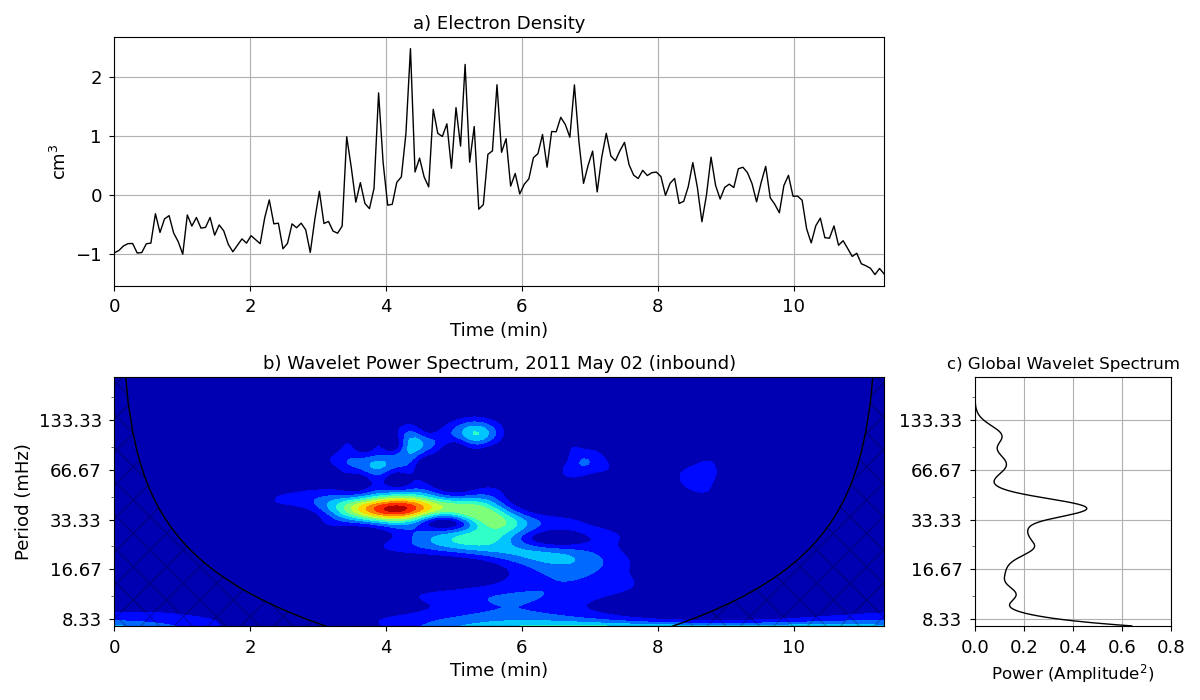 a) Electron Density
cm³
2
1
0
−1
0 2 4 6 8 10
Time (min)
b) Wavelet Power Spectrum, 2011 May 02 (inbound)
Period (mHz)
133.33
66.67
33.33
16.67
8.33
0 2 4 6 8 10
Time (min)
c) Global Wavelet Spectrum
133.33
66.67
33.33
16.67
8.33
0.0 0.2 0.4 0.6 0.8
Power (Amplitude²)